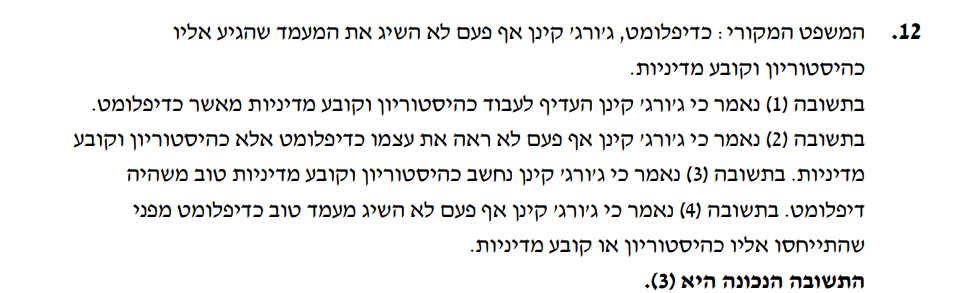 12. המשפט המקורי: כדיפלומט, ג'ורג' קינן אף פעם לא השיג את המעמד שהגיע אליו
כהיסטוריון וקובע מדיניות.
בתשובה (1) נאמר כי ג'ורג' קינן העדיף לעבוד כהיסטוריון וקובע מדיניות מאשר כדיפלומט.
בתשובה (2) נאמר כי ג'ורג' קינן אף פעם לא ראה את עצמו כדיפלומט אלא כהיסטוריון וקובע
מדיניות. בתשובה (3) נאמר כי ג'ורג' קינן נחשב כהיסטוריון וקובע מדיניות טוב משהיה
דיפלומט. בתשובה (4) נאמר כי ג'ורג' קינן אף פעם לא השיג מעמד טוב כדיפלומט מפני
שהתייחסו אליו כהיסטוריון או קובע מדיניות.
התשובה הנכונה היא (3).